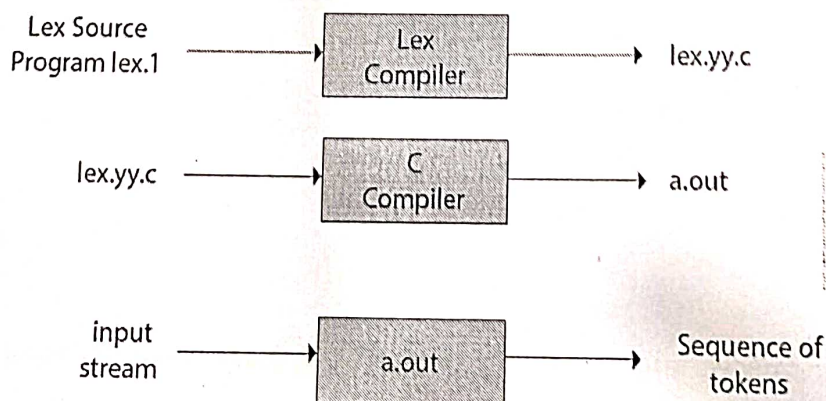 Lex Source
Program lex.1
Lex
Compiler
lex.yy.c
lex.yy.c
C
Compiler
a.out
input
stream
a.out
Sequence of
tokens